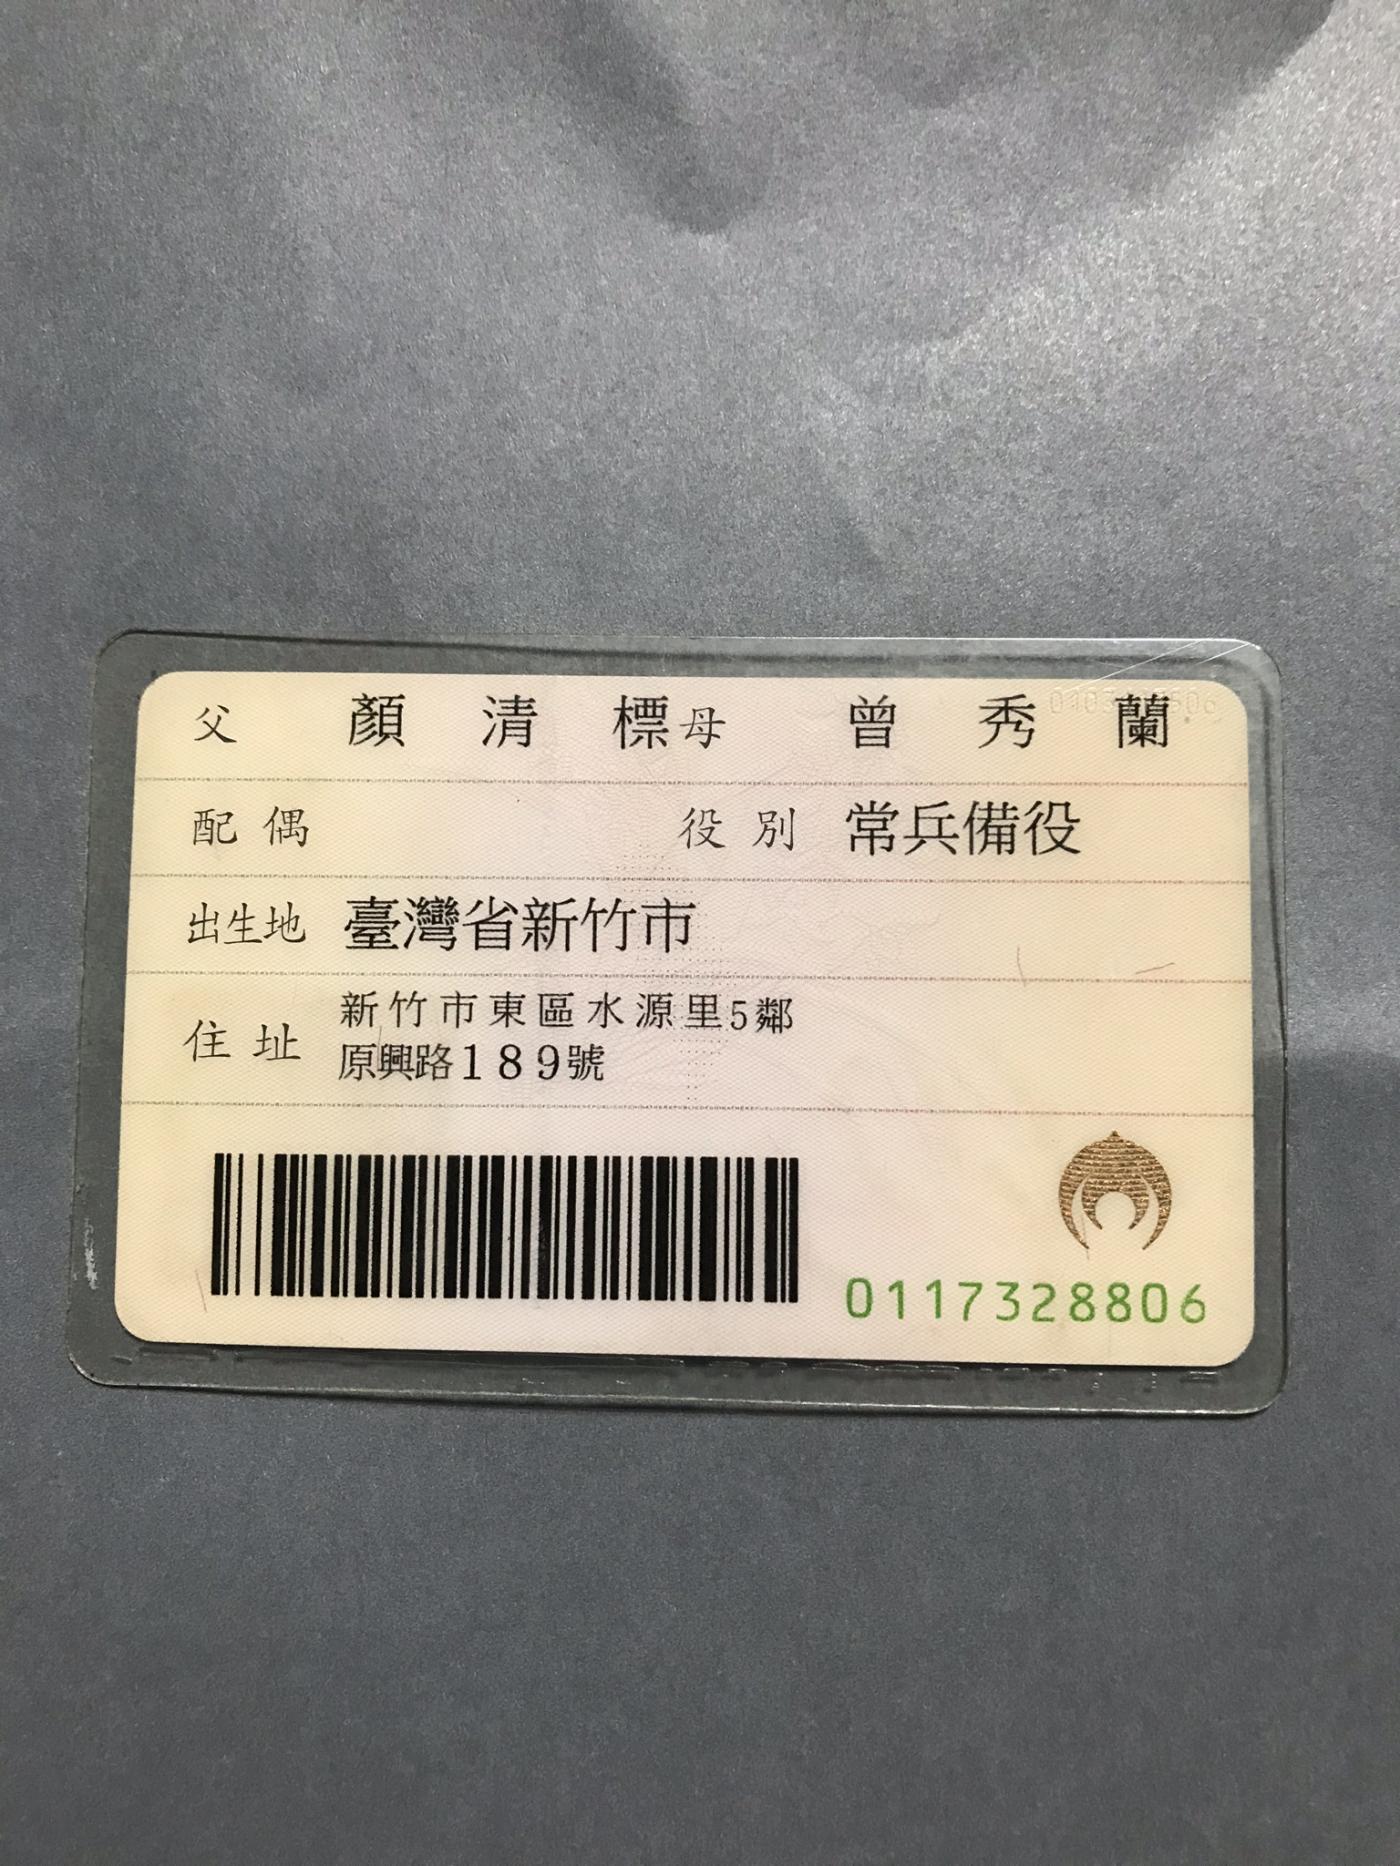 父 顏清標 母 曾秀蘭
配偶 役別 常兵備役
出生地 臺灣省新竹市
住址 新竹市東區水源里5鄰
原興路189號
0117328806